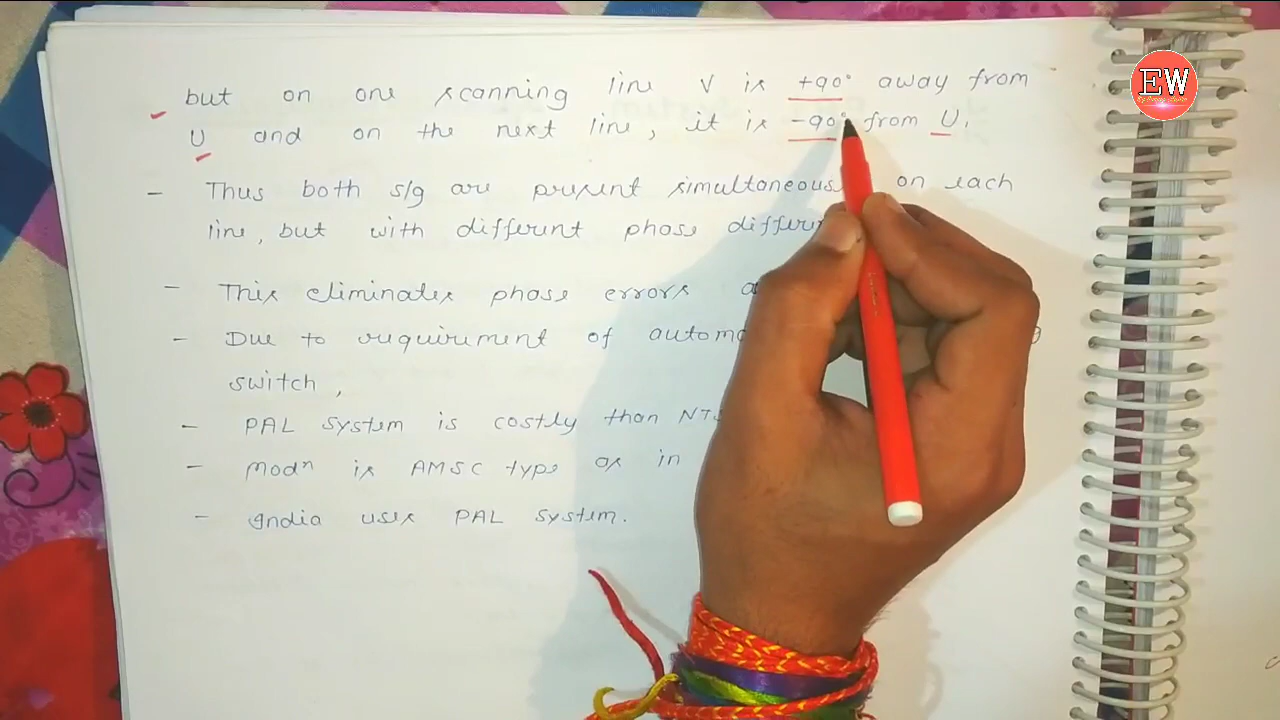 but on one scanning line V is +90° away from
U and on the next line, it is -90° from U.
- Thus both s/g are present simultaneous on each
line, but with different phase
- This eliminates phase errors
- Due to requirement of
switch,
- PAL system is costly than
- Modn is AMSC type as in
- India uses PAL system.
EW